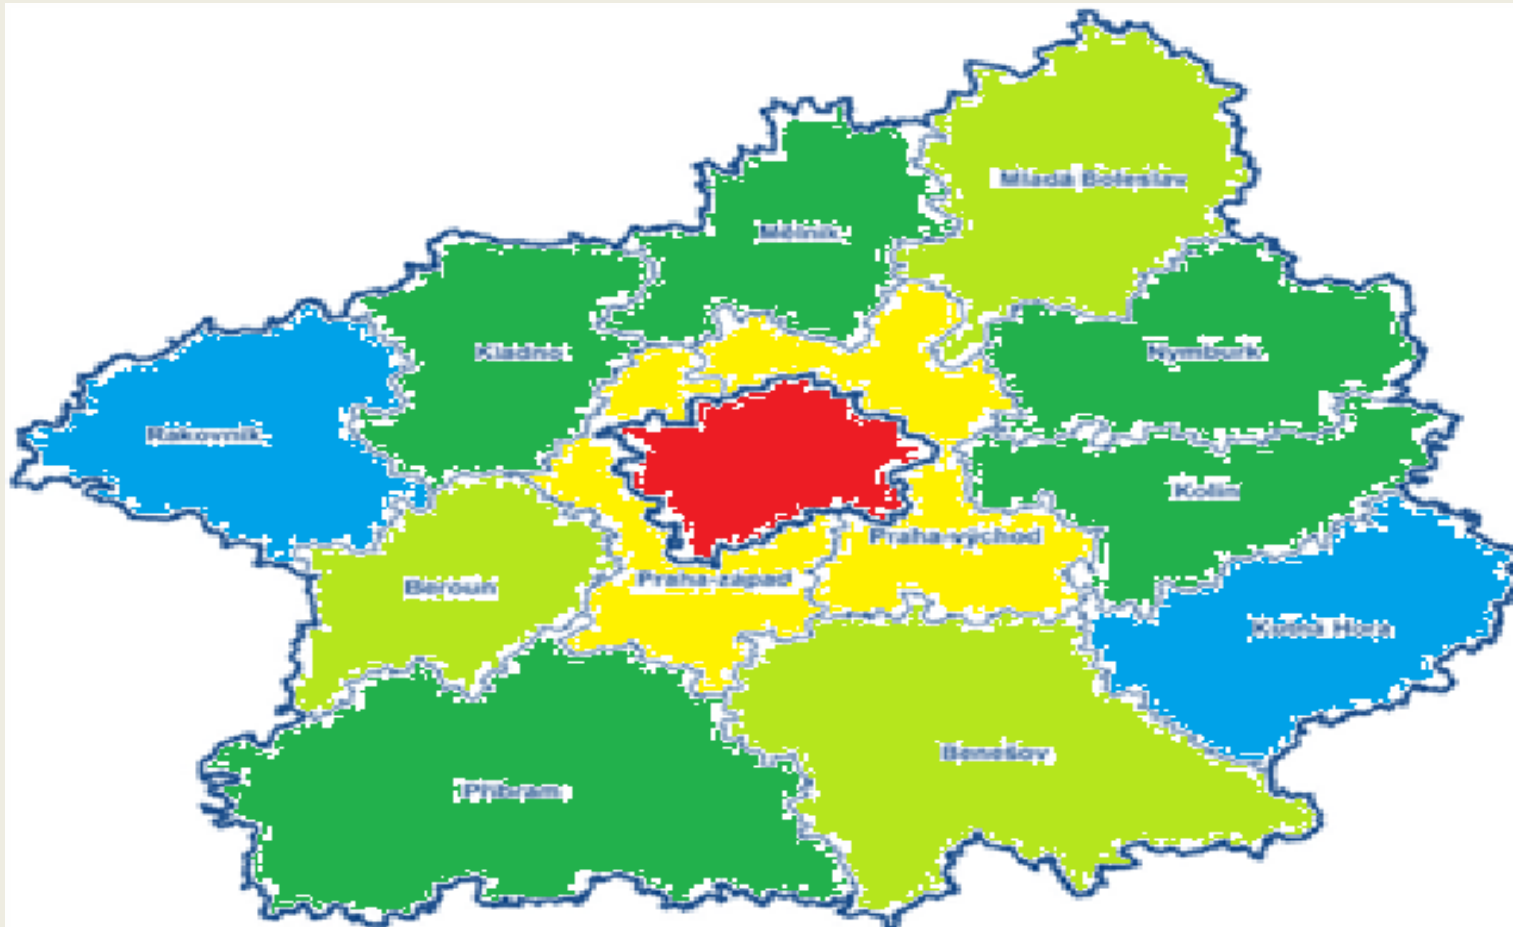 Mladá Boleslav
Mělník
Kladno
Nymburk
Rakovník
Kolín
Praha-východ
Praha-západ
Beroun
Kutná Hora
Benešov
Příbram